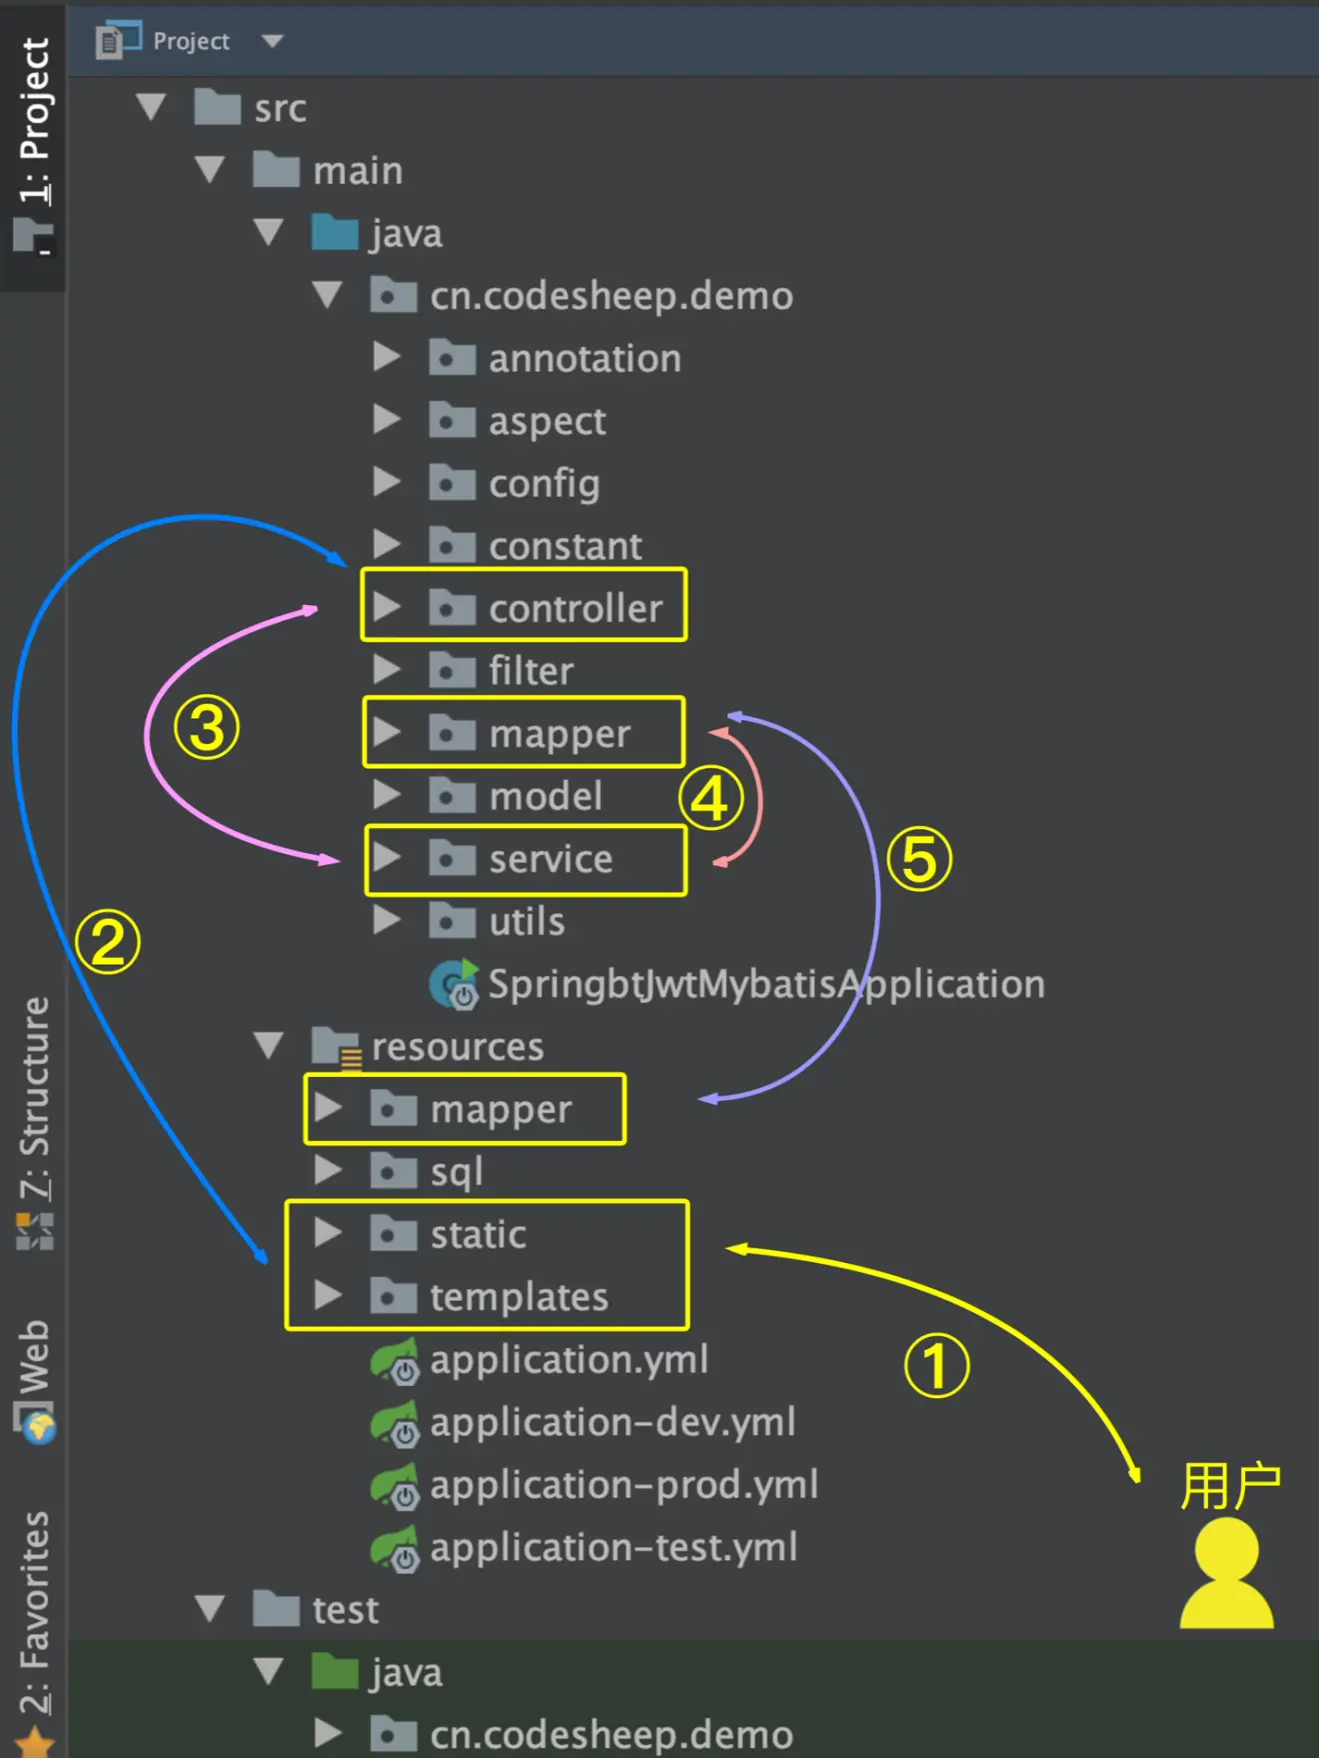 Project
1: Project
src
main
java
cn.codesheep.demo
annotation
aspect
config
constant
controller
filter
③
mapper
④
model
⑤
service
②
utils
SpringbtJwtMybatisApplication
7: Structure
resources
mapper
sql
static
templates
①
Web
application.yml
application-dev.yml
application-prod.yml
用户
application-test.yml
2: Favorites
test
java
cn.codesheep.demo